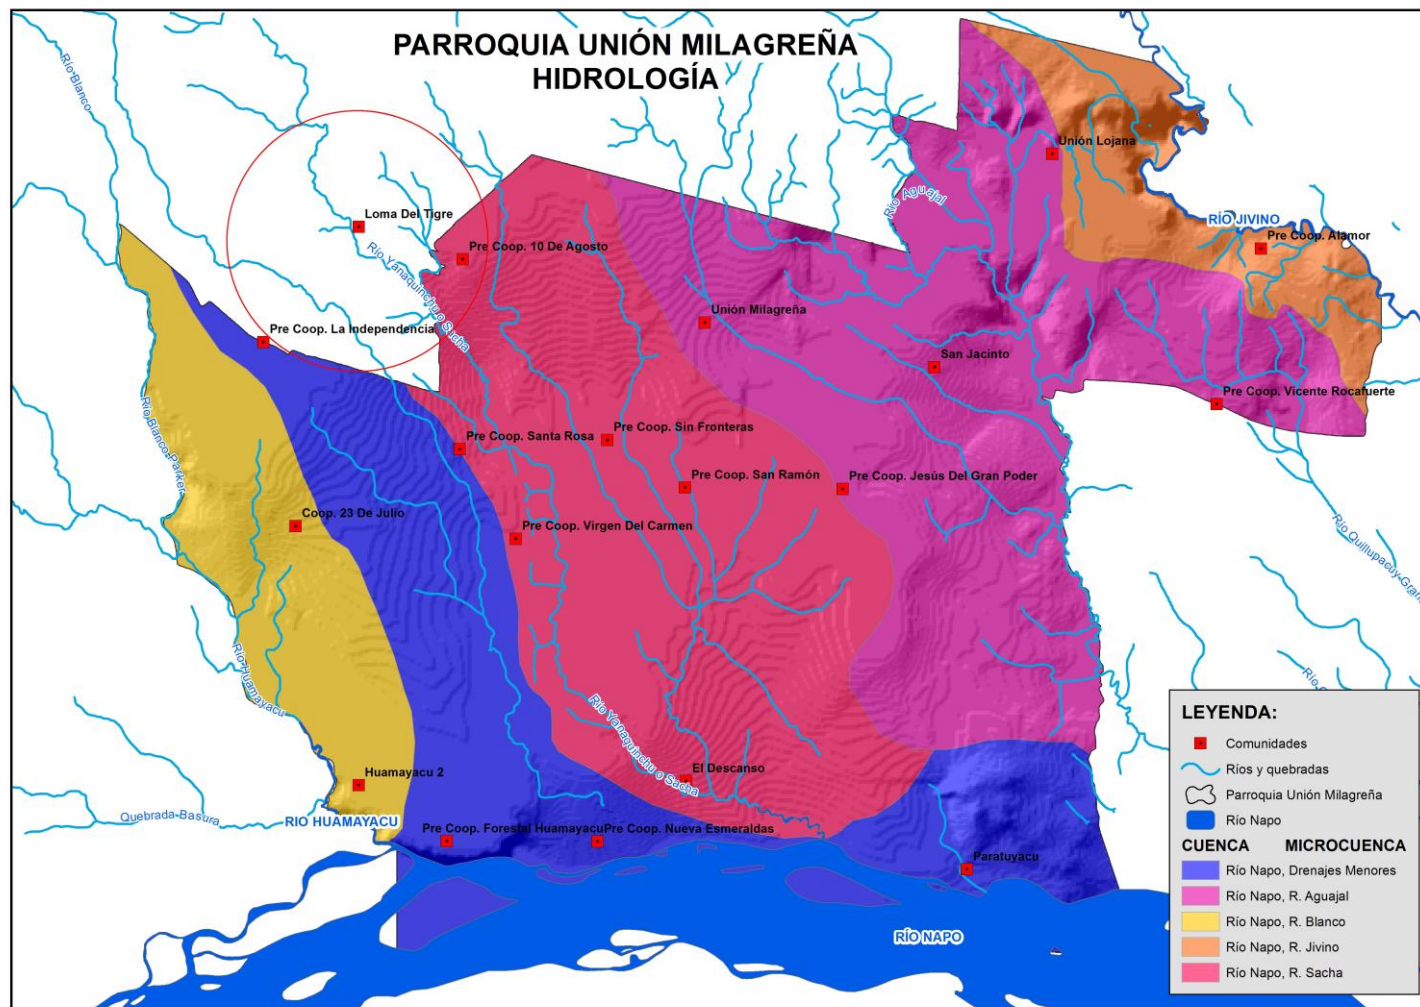 PARROQUIA UNIÓN MILAGREÑA
HIDROLOGÍA
Río Blanco
Unión Lojana
Río Aguajal
Loma Del Tigre
RÍO JIVINO
Pre Coop. Alamor
Pre Coop. 10 De Agosto
Río Yanaquinchu o Sacha
Unión Milagreña
Pre Coop. La Independencia
San Jacinto
Pre Coop. Vicente Rocafuerte
Río Blanco Parker
Pre Coop. Sin Fronteras
Pre Coop. Santa Rosa
Pre Coop. San Ramón
Pre Coop. Jesús Del Gran Poder
Coop. 23 De Julio
Pre Coop. Virgen Del Carmen
Río Quillupacuy Gran
Río Huamayacu
Río Yanaquinchu o Sacha
El Descanso
Huamayacu 2
Quebrada Basura
RIO HUAMAYACU
Pre Coop. Forestal Huamayacu
Pre Coop. Nueva Esmeraldas
Paratuyacu
RÍO NAPO
Río
LEYENDA:
Comunidades
Ríos y quebradas
Parroquia Unión Milagreña
Río Napo
CUENCA MICROCUENCA
Río Napo, Drenajes Menores
Río Napo, R. Aguajal
Río Napo, R. Blanco
Río Napo, R. Jivino
Río Napo, R. Sacha